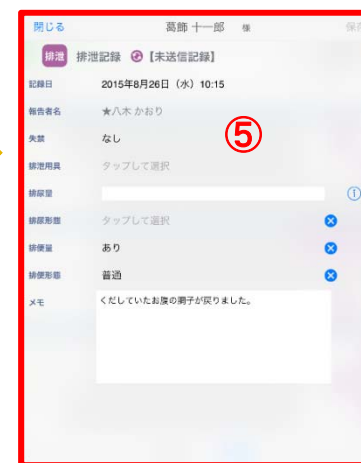 閉じる 葛飾 十一郎 様 保存
排泄 排泄記録 【未送信記録】
記録日 2015年8月26日（水）10:15
報告者名 ★八木 かおり
失禁 なし
⑤
排泄用具 タップして選択
排尿量
排尿形態 タップして選択
排便量 あり
排便形態 普通
メモ くだしていたお腹の調子が戻りました。